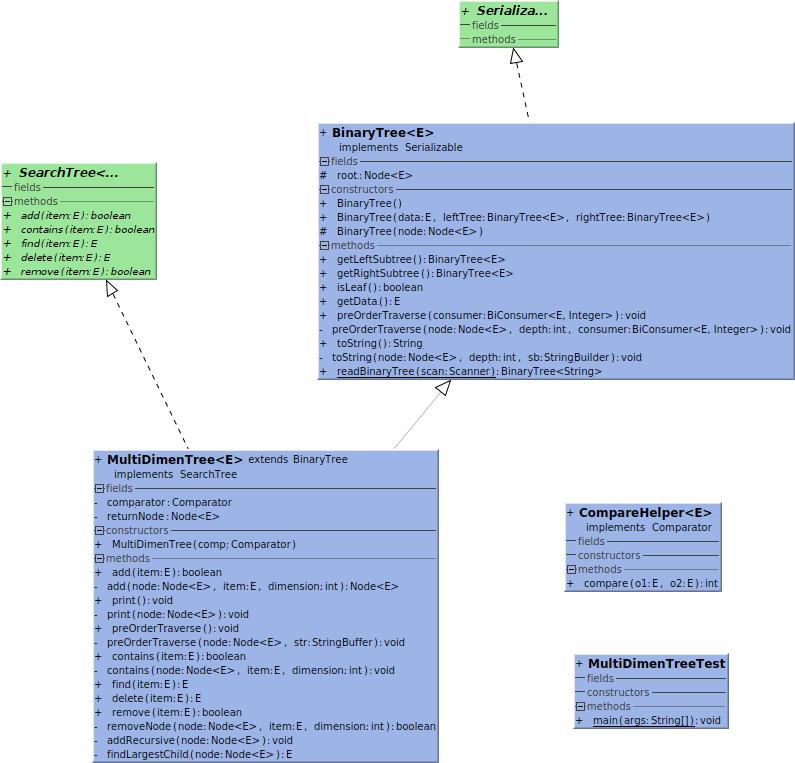 + Serializa...
fields
methods
+ BinaryTree<E>
implements Serializable
fields
# root:Node<E>
constructors
+ BinaryTree()
+ BinaryTree(data:E, leftTree:BinaryTree<E>, rightTree:BinaryTree<E>)
# BinaryTree(node:Node<E>)
methods
+ getLeftSubtree():BinaryTree<E>
+ getRightSubtree():BinaryTree<E>
+ isLeaf():boolean
+ getData():E
+ preOrderTraverse(consumer:BiConsumer<E, Integer>):void
- preOrderTraverse(node:Node<E>, depth:int, consumer:BiConsumer<E, Integer>):void
+ toString():String
- toString(node:Node<E>, depth:int, sb:StringBuilder):void
+ readBinaryTree(scan:Scanner):BinaryTree<String>
+ SearchTree<...
fields
methods
+ add(item:E):boolean
+ contains(item:E):boolean
+ find(item:E):E
+ delete(item:E):E
+ remove(item:E):boolean
+ MultiDimenTree<E> extends BinaryTree
implements SearchTree
fields
- comparator:Comparator
- returnNode:Node<E>
constructors
+ MultiDimenTree(comp;Comparator)
methods
+ add(item:E):boolean
- add(node:Node<E>, item:E, dimension:int):Node<E>
+ print():void
- print(node:Node<E>):void
+ preOrderTraverse():void
- preOrderTraverse(node:Node<E>, str:StringBuffer):void
+ contains(item:E):boolean
- contains(node:Node<E>, item:E, dimension:int):void
+ find(item:E):E
+ delete(item:E):E
+ remove(item:E):boolean
- removeNode(node:Node<E>, item:E, dimension:int):boolean
- addRecursive(node:Node<E>):void
- findLargestChild(node:Node<E>):E
+ CompareHelper<E>
implements Comparator
fields
constructors
methods
+ compare(o1:E, o2:E):int
+ MultiDimenTreeTest
fields
constructors
methods
+ main(args:String[]):void